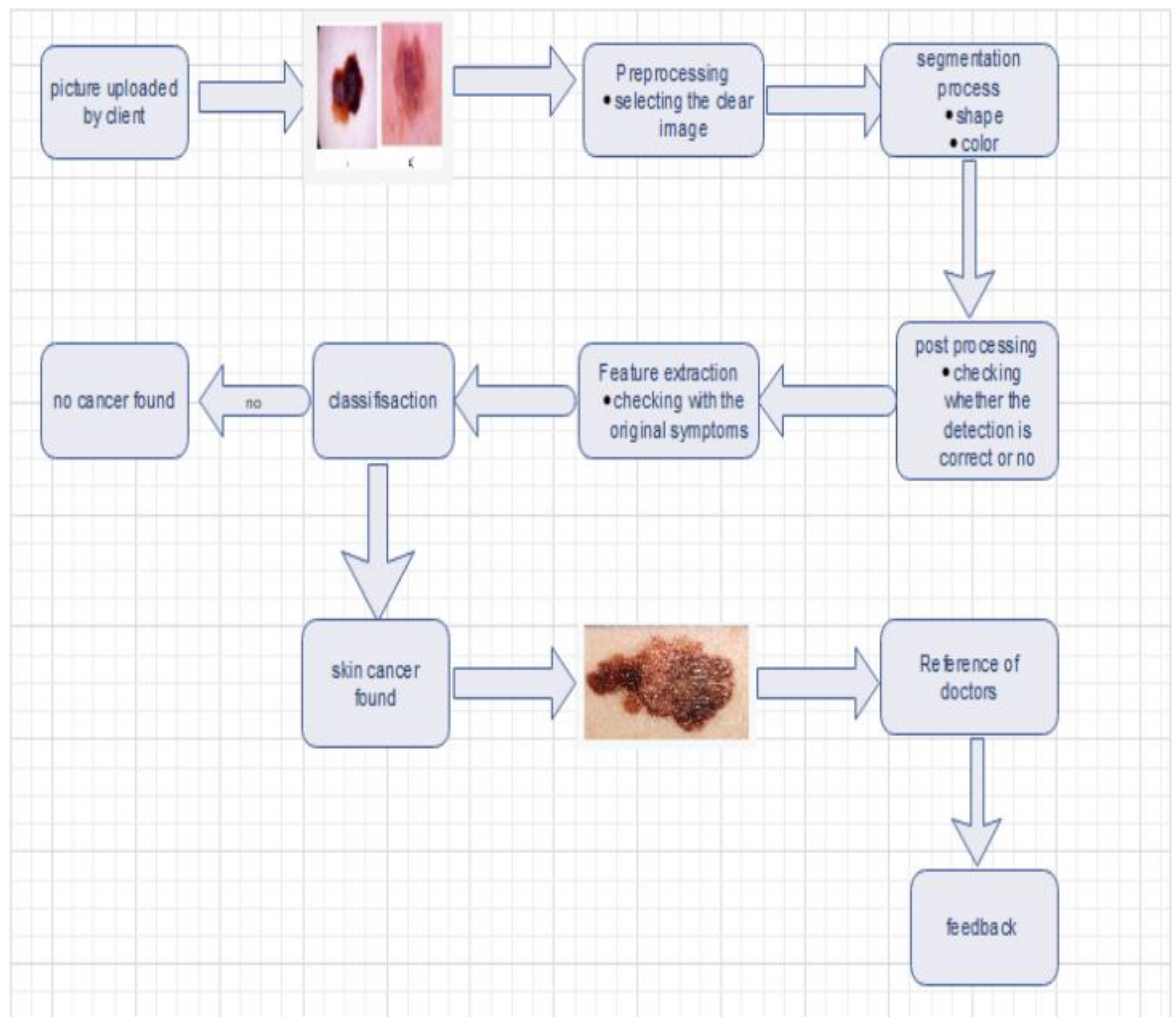 picture uploaded
by client
Preprocessing
• selecting the clear
image
segmentation
process
• shape
• color
post processing
• checking
whether the
detection is
correct or no
Feature extraction
• checking with the
original symptoms
classifisaction
no
no cancer found
skin cancer
found
Reference of
doctors
feedback